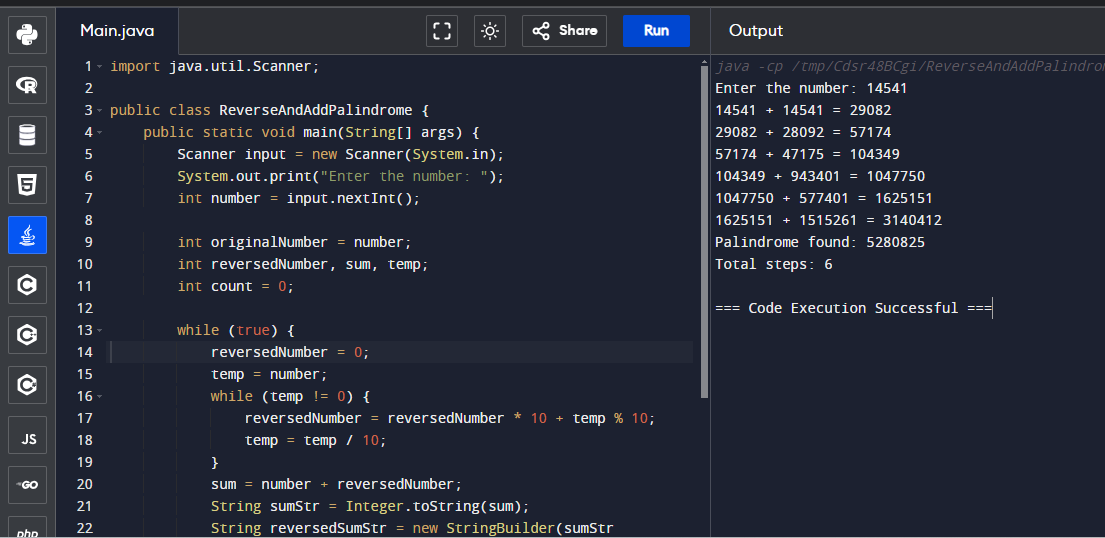 Main.java
Share
Run
Output
1 import java.util.Scanner;
2
3 public class ReverseAndAddPalindrome {
4     public static void main(String[] args) {
5         Scanner input = new Scanner(System.in);
6         System.out.print("Enter the number: ");
7         int number = input.nextInt();
8
9         int originalNumber = number;
10         int reversedNumber, sum, temp;
11         int count = 0;
12
13         while (true) {
14             reversedNumber = 0;
15             temp = number;
16             while (temp != 0) {
17                 reversedNumber = reversedNumber * 10 + temp % 10;
18                 temp = temp / 10;
19             }
20             sum = number + reversedNumber;
21             String sumStr = Integer.toString(sum);
22             String reversedSumStr = new StringBuilder(sumStr
java -cp /tmp/Cdsr48BCgi/ReverseAndAddPalindro
Enter the number: 14541
14541 + 14541 = 29082
29082 + 28092 = 57174
57174 + 47175 = 104349
104349 + 943401 = 1047750
1047750 + 577401 = 1625151
1625151 + 1515261 = 3140412
Palindrome found: 5280825
Total steps: 6
=== Code Execution Successful ===
R
5
C
C
C
JS
GO
php